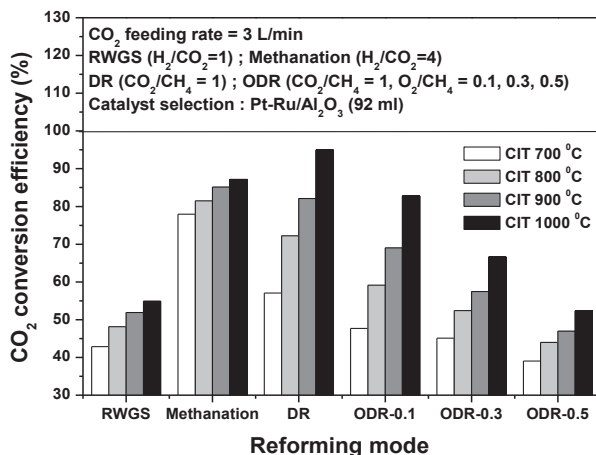 CO₂ feeding rate = 3 L/min
RWGS (H₂/CO₂=1) ; Methanation (H₂/CO₂=4)
DR (CO₂/CH₄ = 1) ; ODR (CO₂/CH₄ = 1, O₂/CH₄ = 0.1, 0.3, 0.5)
Catalyst selection : Pt-Ru/Al₂O₃ (92 ml)
CO₂ conversion efficiency (%)
100
90
80
70
60
50
40
30
CIT 700 ⁰C
CIT 800 ⁰C
CIT 900 ⁰C
CIT 1000 ⁰C
RWGS Methanation DR ODR-0.1 ODR-0.3 ODR-0.5
Reforming mode